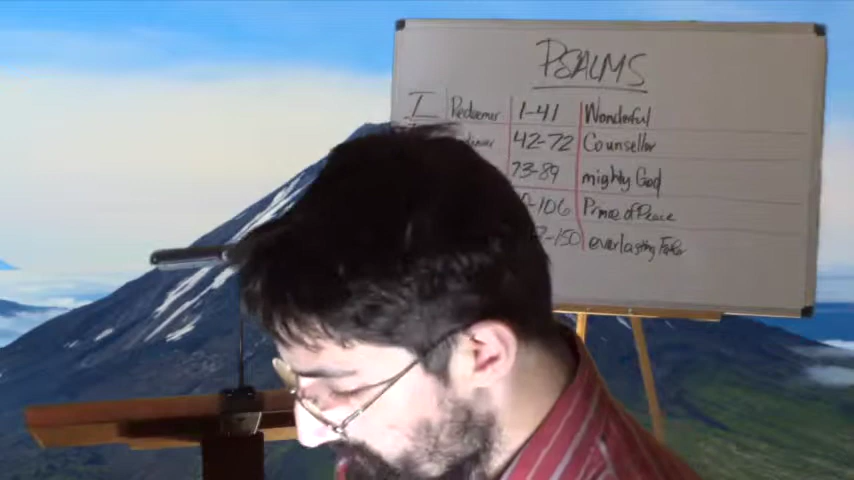 PSALMS
I Redeemer 1-41 Wonderful
42-72 Counsellor
73-89 mighty God
-106 Prince of Peace
-150 everlasting Father